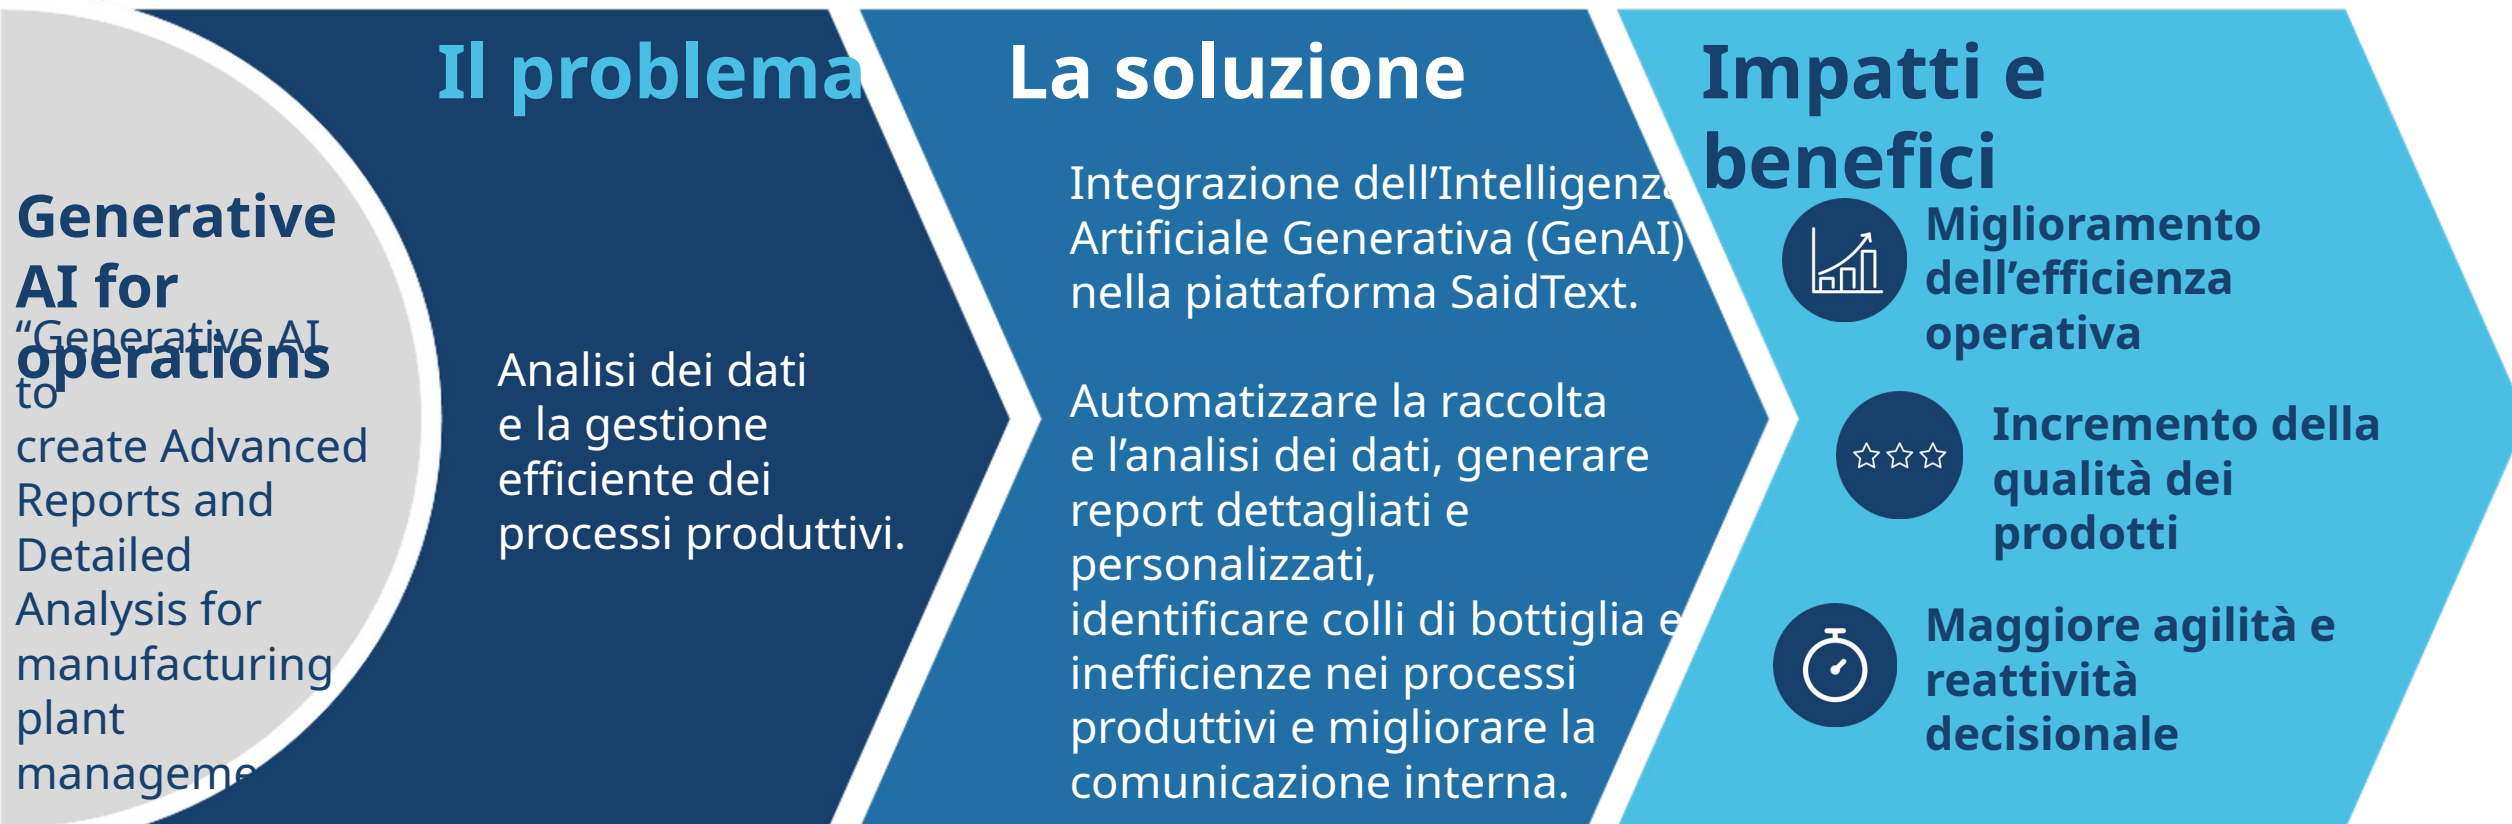 Generative
AI for
operations
“Generative AI
to
create Advanced
Reports and
Detailed
Analysis for
manufacturing
plant
manageme
Il problema
Analisi dei dati
e la gestione
efficiente dei
processi produttivi.
La soluzione
Integrazione dell’Intelligenza
Artificiale Generativa (GenAI)
nella piattaforma SaidText.
Automatizzare la raccolta
e l’analisi dei dati, generare
report dettagliati e
personalizzati,
identificare colli di bottiglia e
inefficienze nei processi
produttivi e migliorare la
comunicazione interna.
Impatti e
benefici
Miglioramento
dell’efficienza
operativa
Incremento della
qualità dei
prodotti
Maggiore agilità e
reattività
decisionale